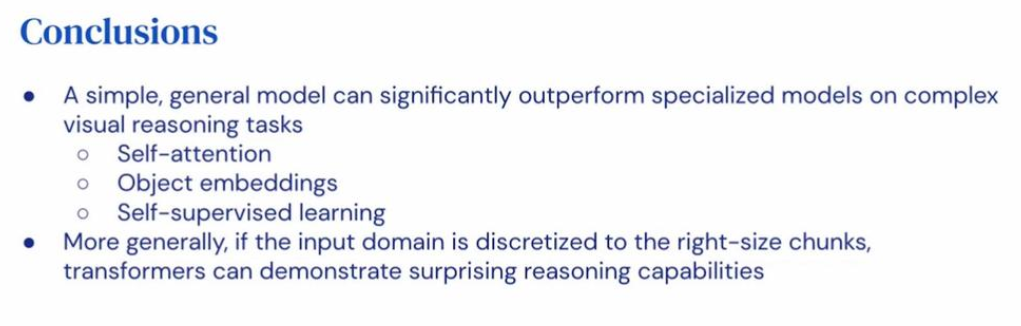 Conclusions
● A simple, general model can significantly outperform specialized models on complex
visual reasoning tasks
○ Self-attention
○ Object embeddings
○ Self-supervised learning
● More generally, if the input domain is discretized to the right-size chunks,
transformers can demonstrate surprising reasoning capabilities